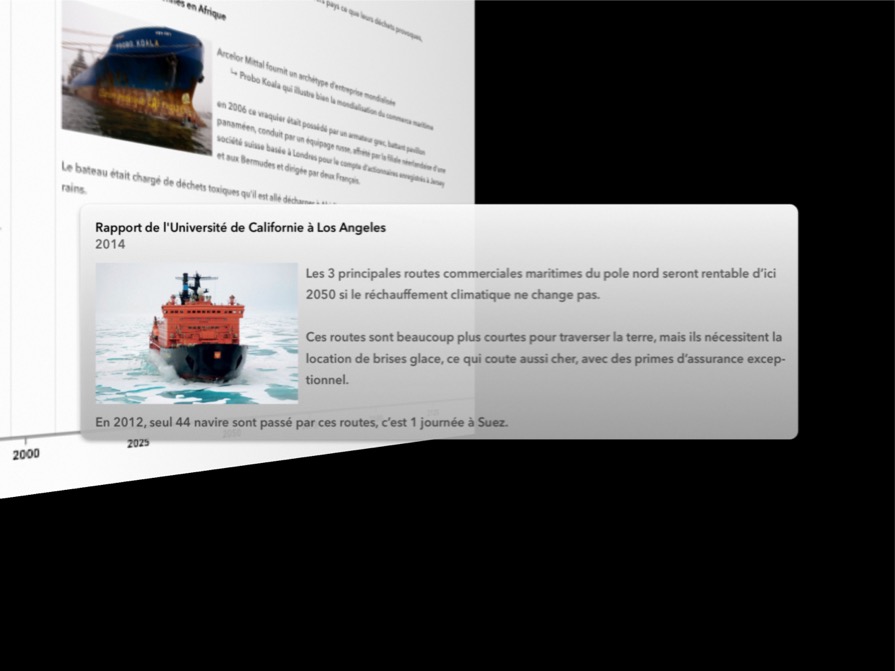 en Afrique
pays ce que leurs déchets provoquent,
PROBO KOALA
Arcelor Mittal fournit un archétype d'entreprise mondialisée
↳ Probo Koala qui illustre bien la mondialisation du commerce maritime
en 2006 ce vraquier était possédé par un armateur grec, battant pavillon
panaméen, conduit par un équipage russe, affrété par la filiale néerlandaise d'une
société suisse basée à Londres pour le compte d'actionnaires enregistrés à Jersey
et aux Bermudes et dirigée par deux Français.
Le bateau était chargé de déchets toxiques qu'il est allé décharger à
rains.
Rapport de l'Université de Californie à Los Angeles
2014
Les 3 principales routes commerciales maritimes du pole nord seront rentable d'ici
2050 si le réchauffement climatique ne change pas.
Ces routes sont beaucoup plus courtes pour traverser la terre, mais ils nécessitent la
location de brises glace, ce qui coute aussi cher, avec des primes d'assurance excep-
tionnel.
En 2012, seul 44 navire sont passé par ces routes, c'est 1 journée à Suez.
2000
2025